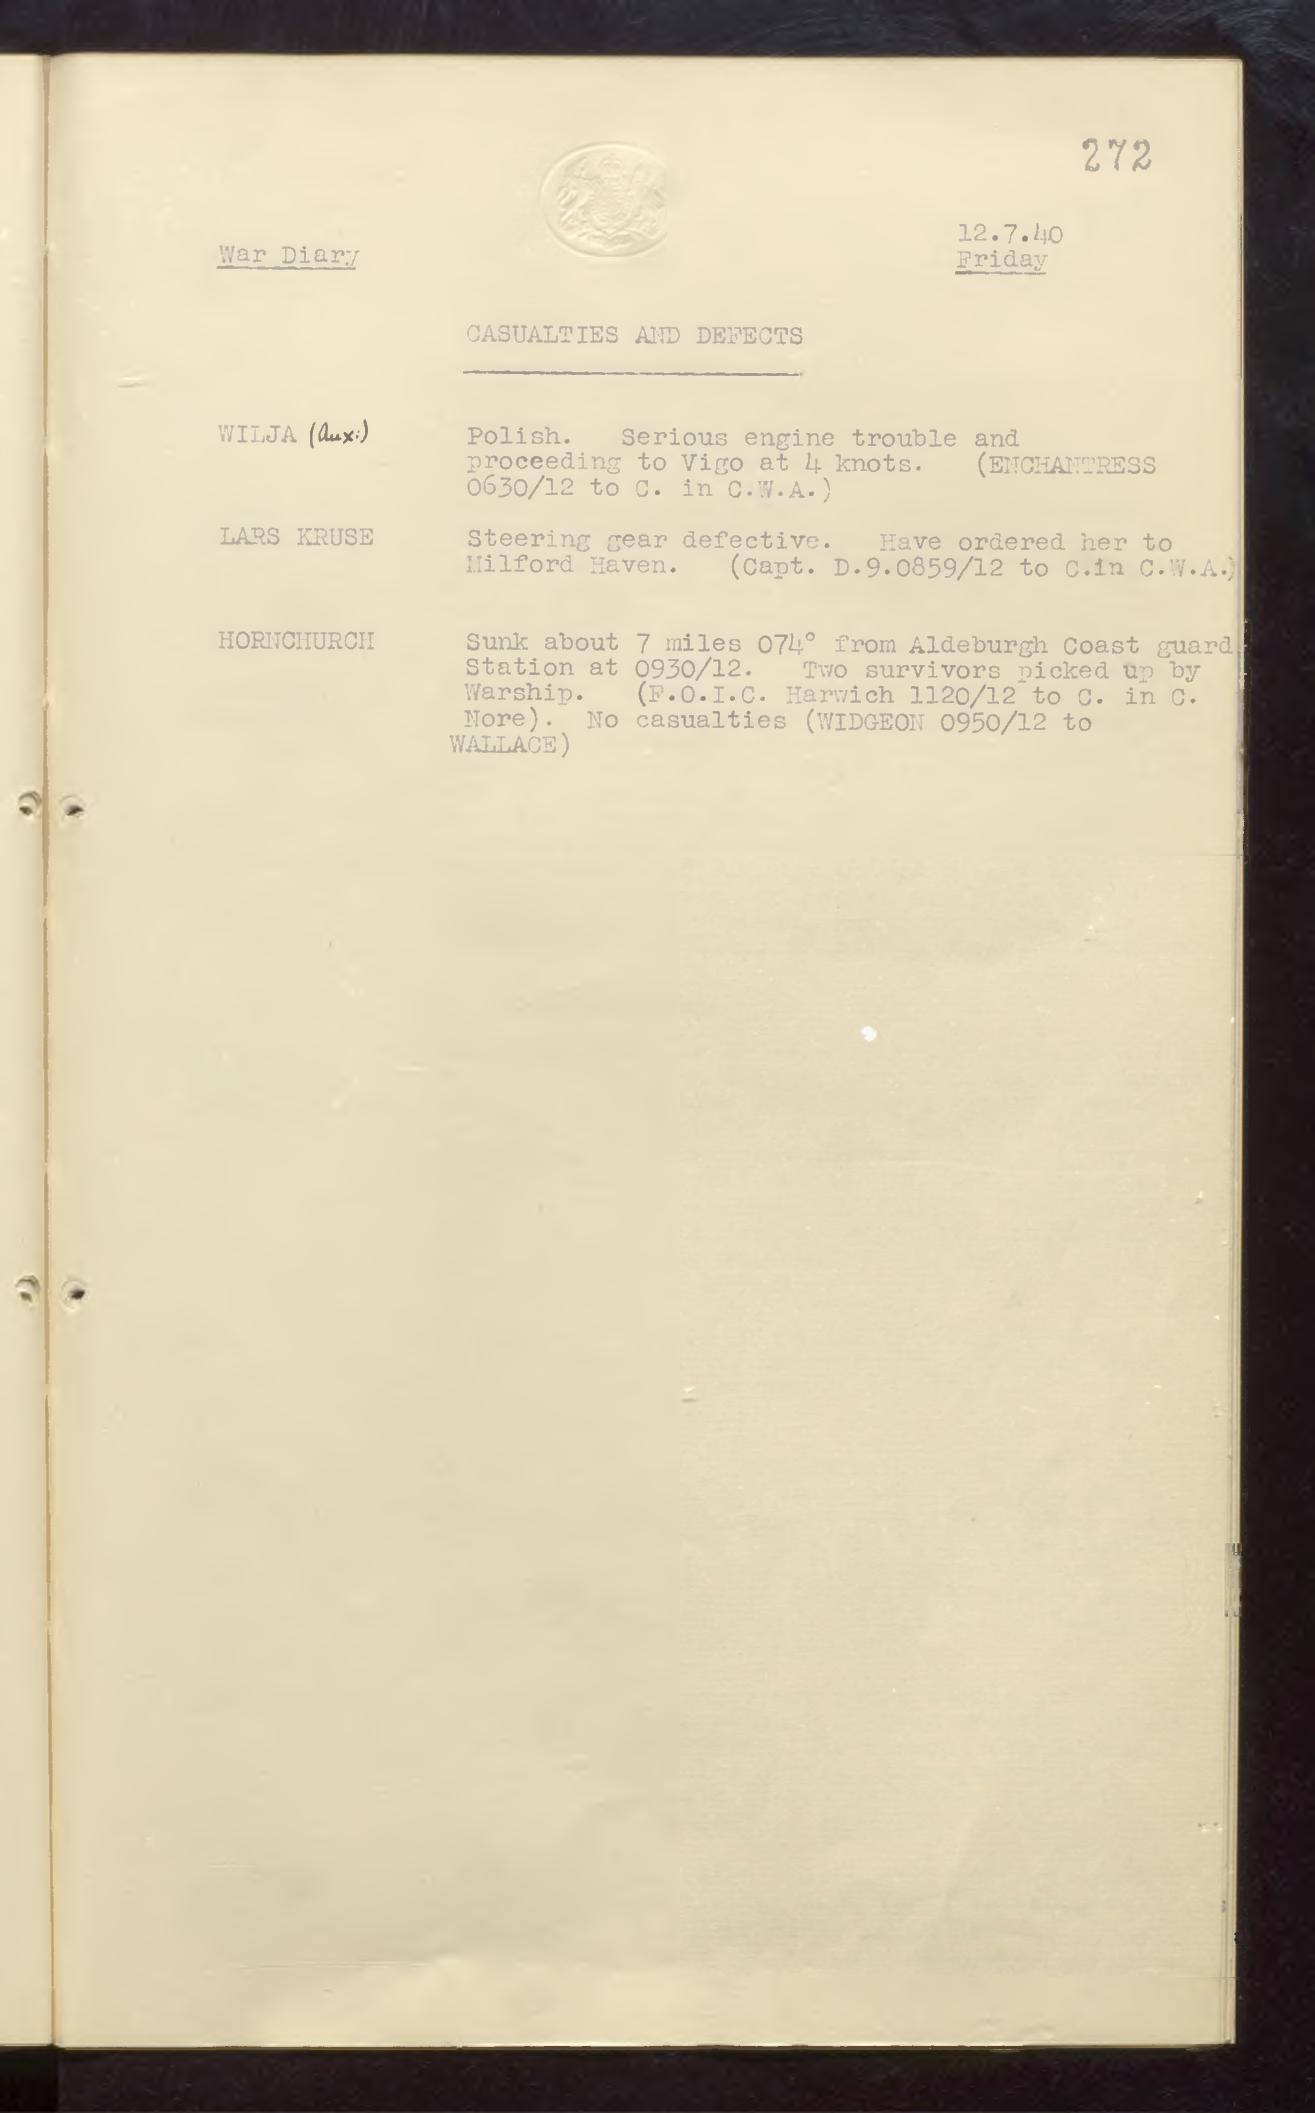 272
12.7.40
War Diary
Friday
CASUALTIES AND DEFECTS
WILJA (Aux:) Polish. Serious engine trouble and
proceeding to Vigo at 4 knots. (ENCHANTRESS
0630/12 to C. in C.W.A.)
LARS KRUSE Steering gear defective. Have ordered her to
Milford Haven. (Capt. D.9.0859/12 to C.in C.W.A.)
HORNCHURCH Sunk about 7 miles 074° from Aldeburgh Coast guard
Station at 0930/12. Two survivors picked up by
Warship. (F.O.I.C. Harwich 1120/12 to C. in C.
Nore). No casualties (WIDGEON 0950/12 to
WALLACE)